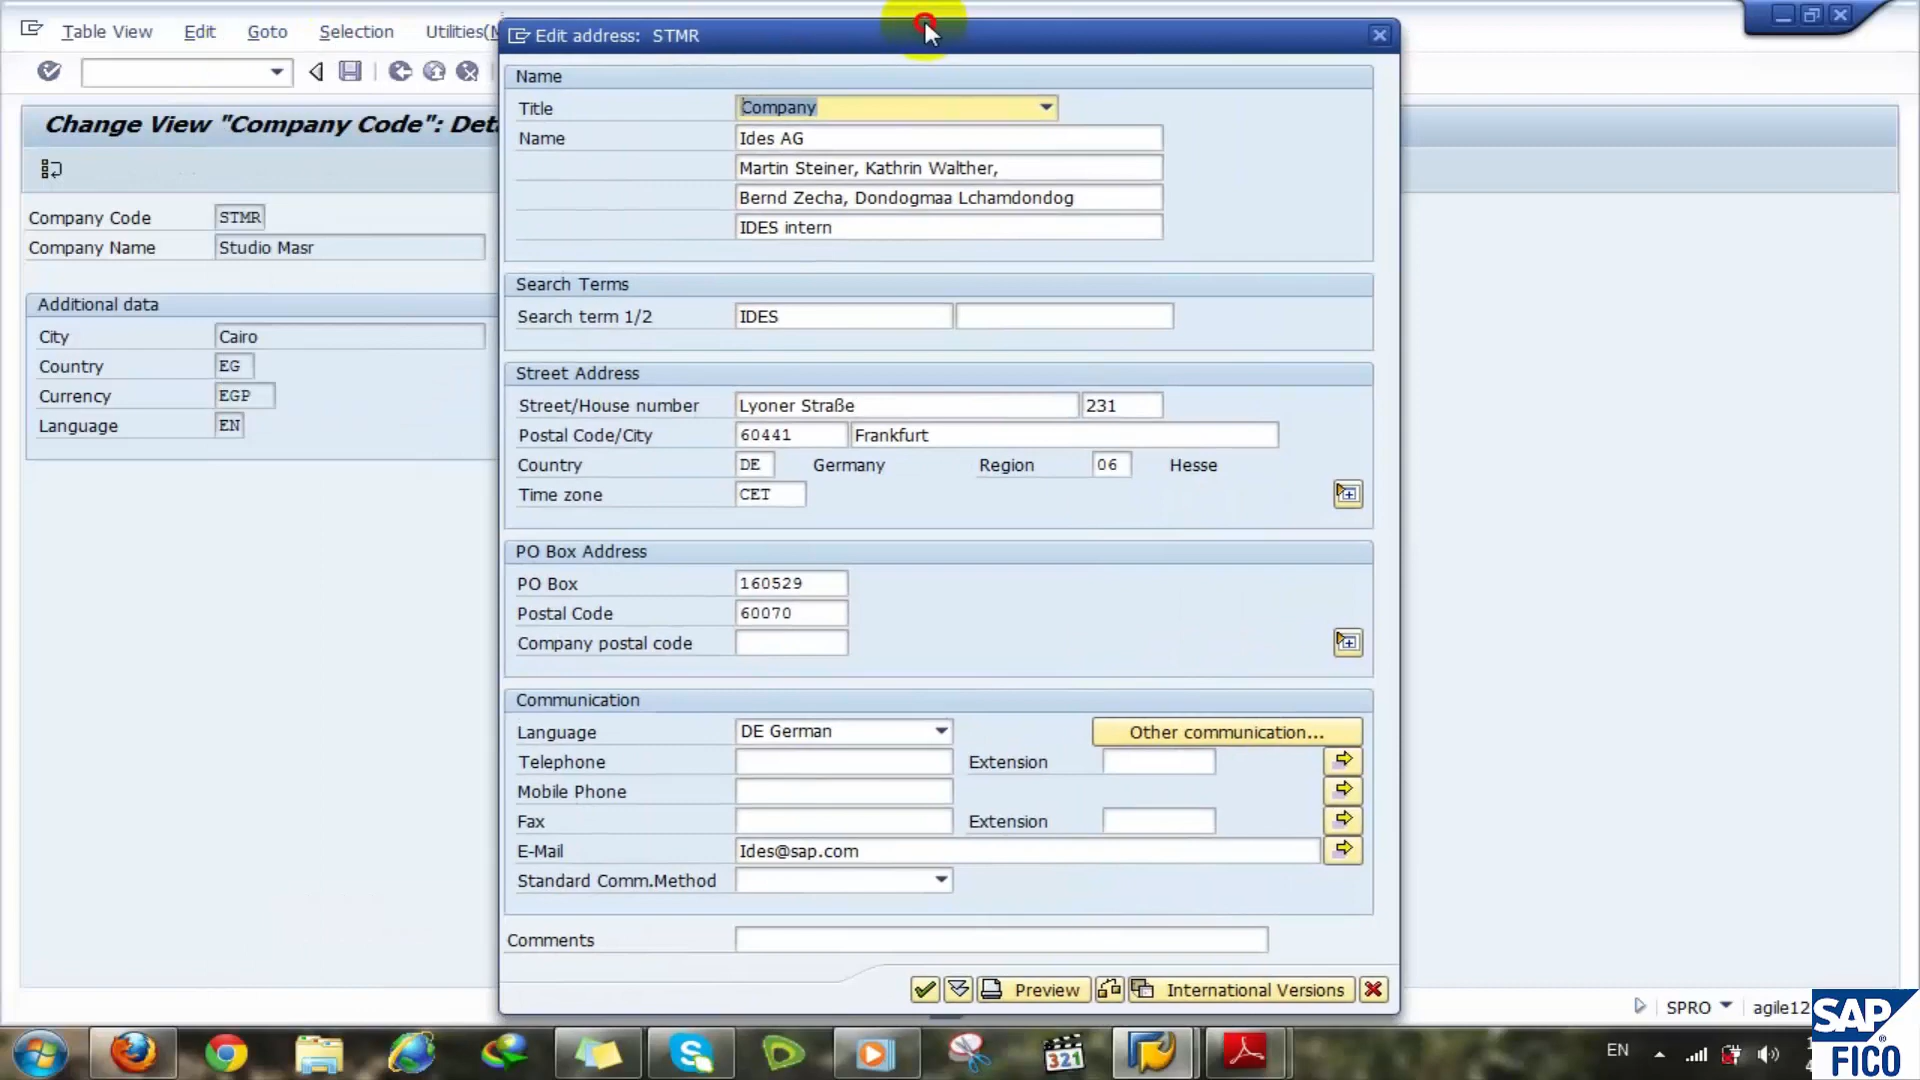 Table View Edit Goto Selection Utilities(M
Edit address: STMR
Change View "Company Code": Det
Company Code STMR
Company Name Studio Masr
Additional data
City Cairo
Country EG
Currency EGP
Language EN
Name
Title Company
Name Ides AG
Martin Steiner, Kathrin Walther,
Bernd Zecha, Dondogmaa Lchamdondog
IDES intern
Search Terms
Search term 1/2 IDES
Street Address
Street/House number Lyoner Straße 231
Postal Code/City 60441 Frankfurt
Country DE Germany Region 06 Hesse
Time zone CET
PO Box Address
PO Box 160529
Postal Code 60070
Company postal code
Communication
Language DE German Other communication...
Telephone Extension
Mobile Phone
Fax Extension
E-Mail Ides@sap.com
Standard Comm.Method
Comments
Preview International Versions
SPRO agile12
321
EN
SAP
®
FICO